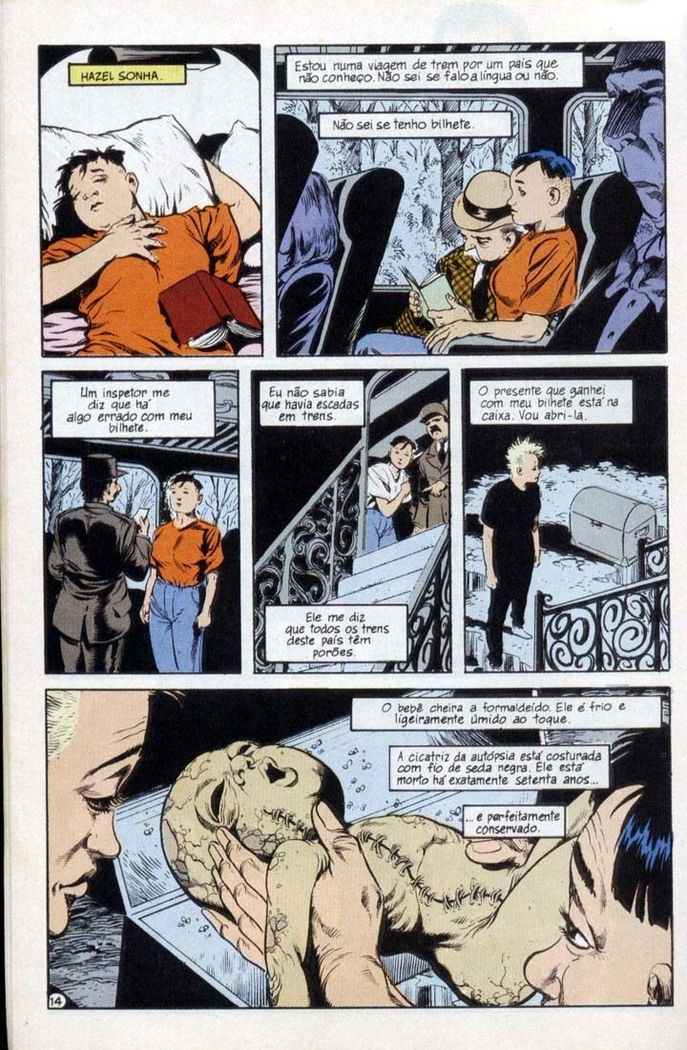 HAZEL SONHA.
Estou numa viagem de trem por um país que
não conheço. Não sei se falo a língua ou não.
Não sei se tenho bilhete.
Um inspetor me
diz que há
algo errado com meu
bilhete.
Eu não sabia
que havia escadas
em trens.
Ele me diz
que todos os trens
deste país têm
porões.
O presente que ganhei
com meu bilhete está na
caixa. Vou abri-la.
O bebê cheira a formaldeído. Ele é frio e
ligeiramente úmido ao toque.
A cicatriz da autópsia está costurada
com fio de seda negra. Ele está
morto há exatamente setenta anos...
... e perfeitamente
conservado.
14